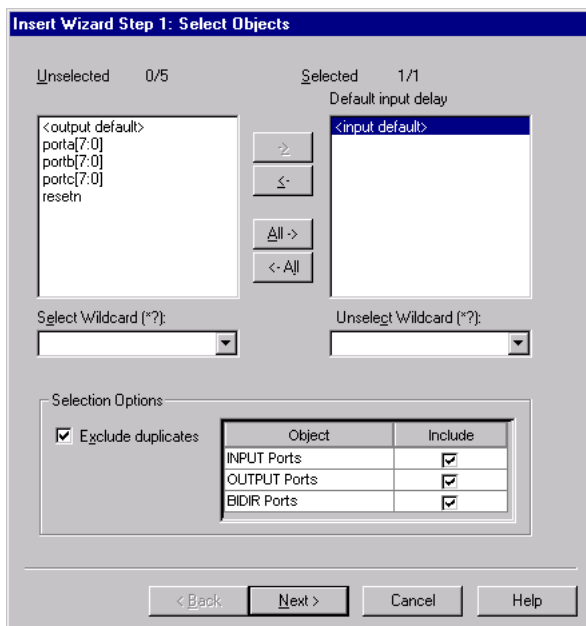 Insert Wizard Step 1: Select Objects
Unselected 0/5 Selected 1/1
Default input delay
<output default>
porta[7:0]
portb[7:0]
portc[7:0]
resetn
<input default>
->
<-
All ->
<- All
Select Wildcard (*?): Unselect Wildcard (*?):
Selection Options
Exclude duplicates
Object Include
INPUT Ports
OUTPUT Ports
BIDIR Ports
< Back Next > Cancel Help